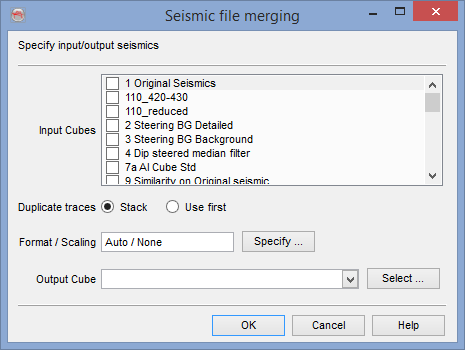 Seismic file merging
Specify input/output seismics
1 Original Seismics
110_420-430
110_reduced
Input Cubes 2 Steering BG Detailed
3 Steering BG Background
4 Dip steered median filter
7a AI Cube Std
9 Similarity on Original seismic
Duplicate traces Stack Use first
Format / Scaling Auto / None Specify ...
Output Cube Select ...
OK Cancel Help